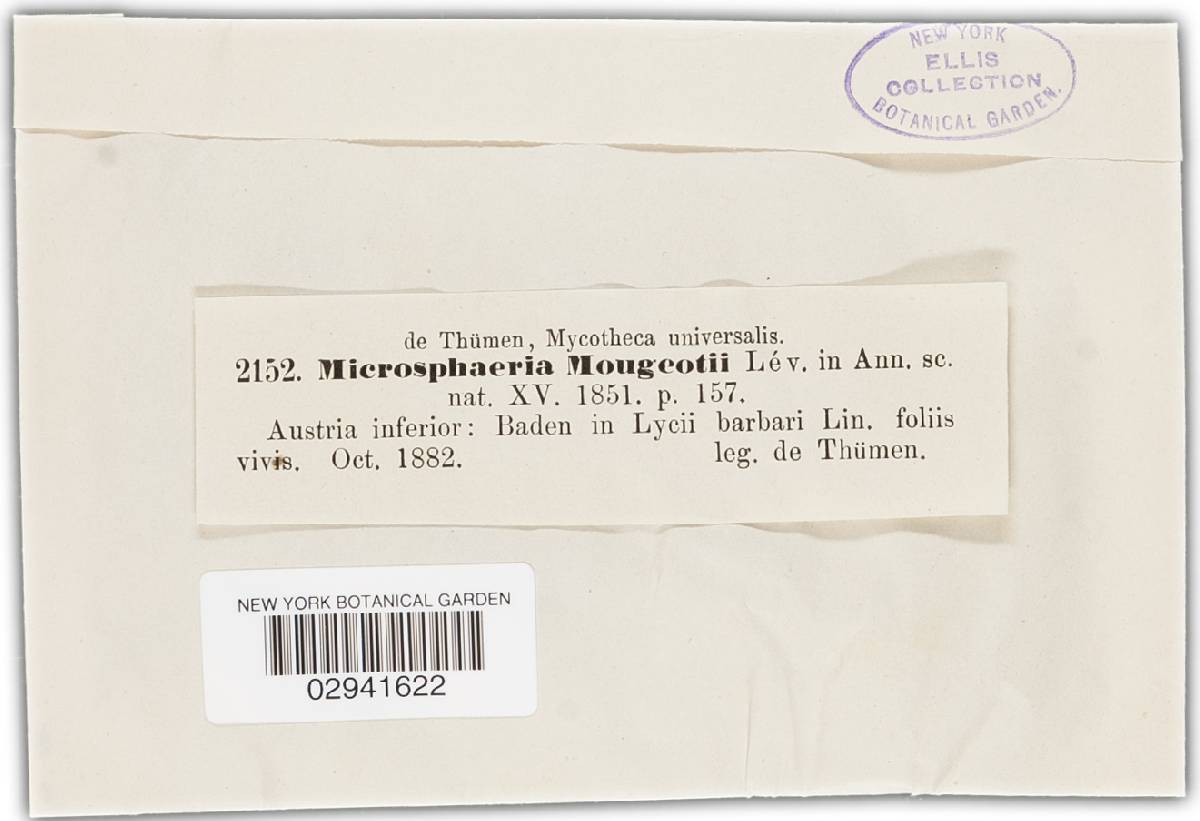 NEW YORK
ELLIS
COLLECTION
BOTANICAL GARDEN.
de Thümen, Mycotheca universalis.
2152. Microsphaeria Mougeotii Lév. in Ann. sc.
nat. XV. 1851. p. 157.
Austria inferior: Baden in Lycii barbari Lin. foliis
vivis. Oct. 1882. leg. de Thümen.
NEW YORK BOTANICAL GARDEN
02941622